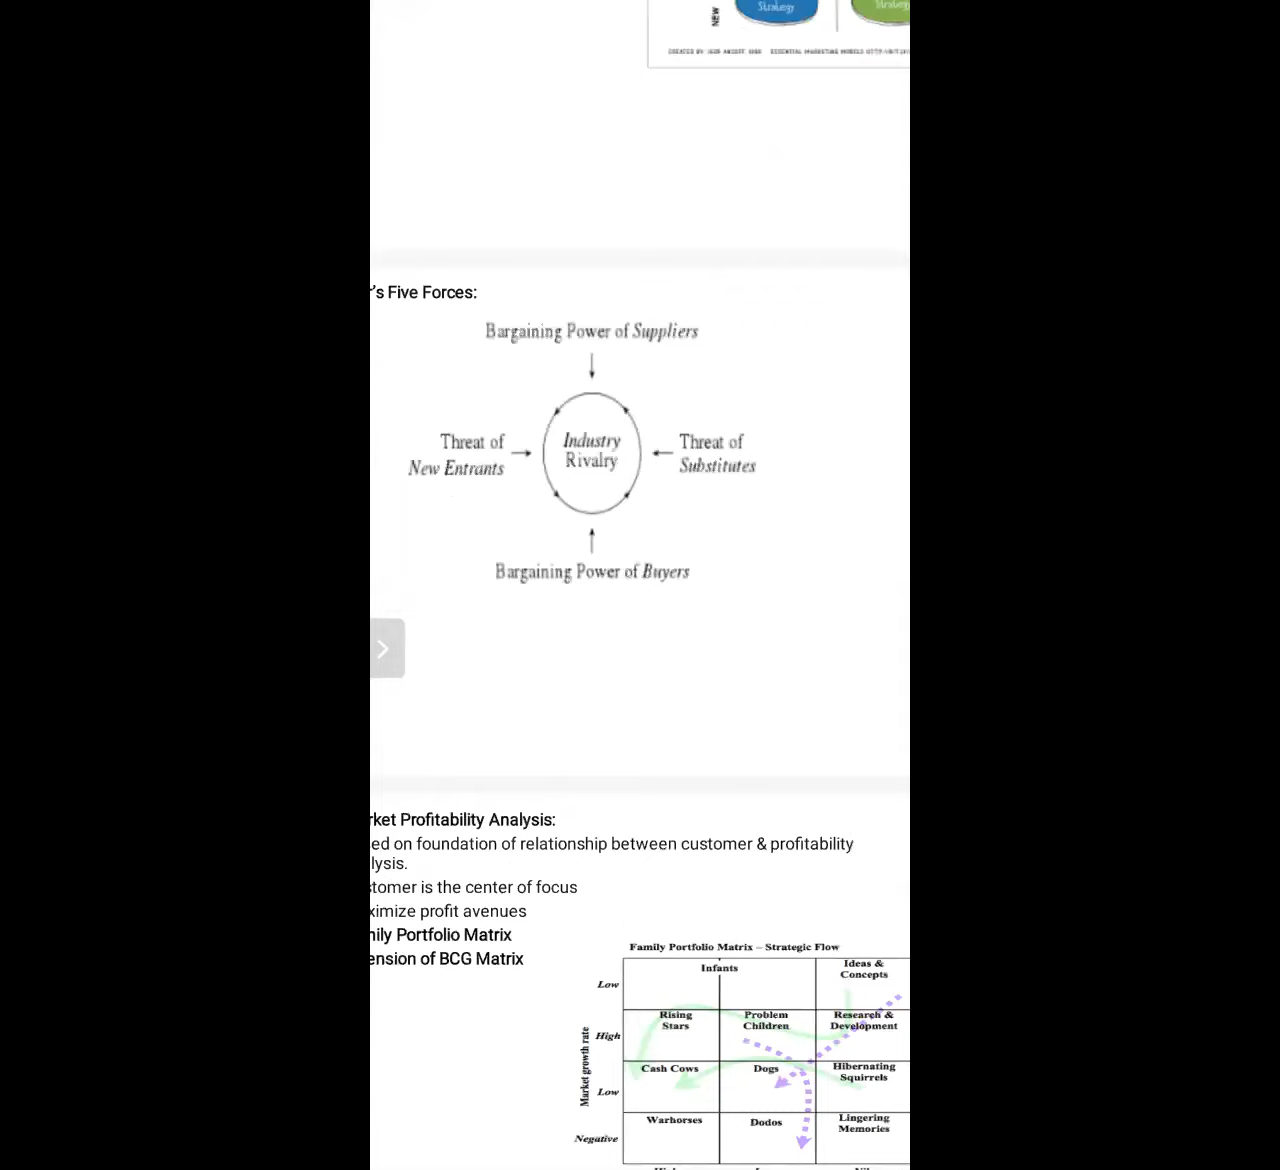 Strategy
Strategy
NEW
's Five Forces:
Bargaining Power of Suppliers
Threat of
New Entrants
Industry
Rivalry
Threat of
Substitutes
Bargaining Power of Buyers
rket Profitability Analysis:
ed on foundation of relationship between customer & profitability
lysis.
stomer is the center of focus
ximize profit avenues
mily Portfolio Matrix
ension of BCG Matrix
Family Portfolio Matrix – Strategic Flow
Infants
Ideas &
Concepts
Low
Rising
Stars
Problem
Children
Research &
Development
High
Market growth rate
Cash Cows
Dogs
Hibernating
Squirrels
Low
Warhorses
Dodos
Lingering
Memories
Negative